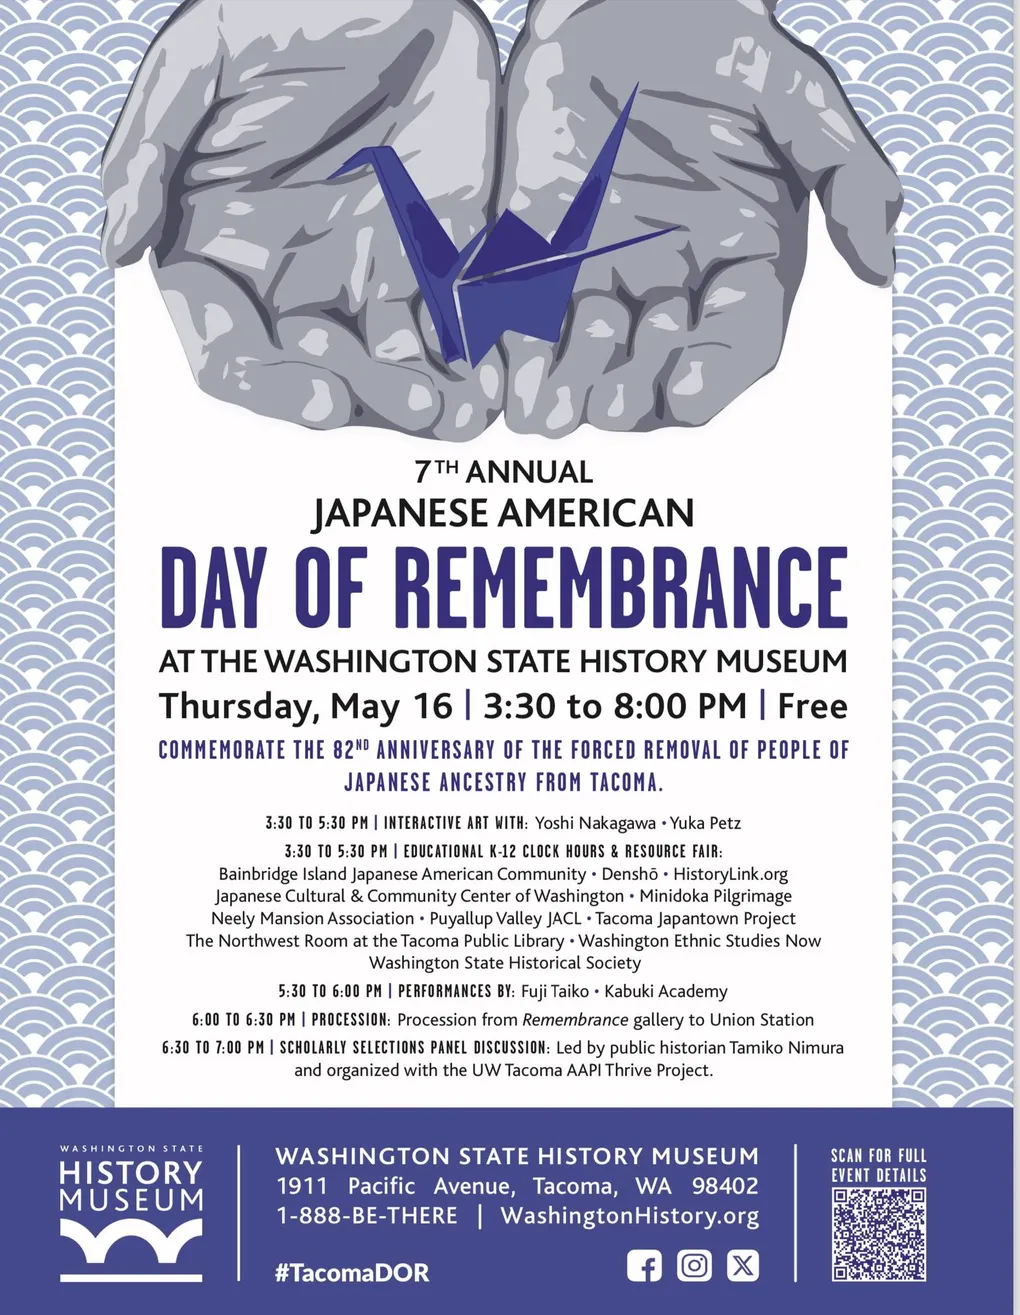 7TH ANNUAL
JAPANESE AMERICAN
DAY OF REMEMBRANCE
AT THE WASHINGTON STATE HISTORY MUSEUM
Thursday, May 16 | 3:30 to 8:00 PM | Free
COMMEMORATE THE 82ND ANNIVERSARY OF THE FORCED REMOVAL OF PEOPLE OF
JAPANESE ANCESTRY FROM TACOMA.
3:30 TO 5:30 PM | INTERACTIVE ART WITH: Yoshi Nakagawa • Yuka Petz
3:30 TO 5:30 PM | EDUCATIONAL K-12 CLOCK HOURS & RESOURCE FAIR:
Bainbridge Island Japanese American Community • Denshō • HistoryLink.org
Japanese Cultural & Community Center of Washington • Minidoka Pilgrimage
Neely Mansion Association • Puyallup Valley JACL • Tacoma Japantown Project
The Northwest Room at the Tacoma Public Library • Washington Ethnic Studies Now
Washington State Historical Society
5:30 TO 6:00 PM | PERFORMANCES BY: Fuji Taiko • Kabuki Academy
6:00 TO 6:30 PM | PROCESSION: Procession from Remembrance gallery to Union Station
6:30 TO 7:00 PM | SCHOLARLY SELECTIONS PANEL DISCUSSION: Led by public historian Tamiko Nimura
and organized with the UW Tacoma AAPI Thrive Project.
WASHINGTON STATE
HISTORY
MUSEUM
WASHINGTON STATE HISTORY MUSEUM
1911 Pacific Avenue, Tacoma, WA 98402
1-888-BE-THERE | WashingtonHistory.org
#TacomaDOR
SCAN FOR FULL
EVENT DETAILS